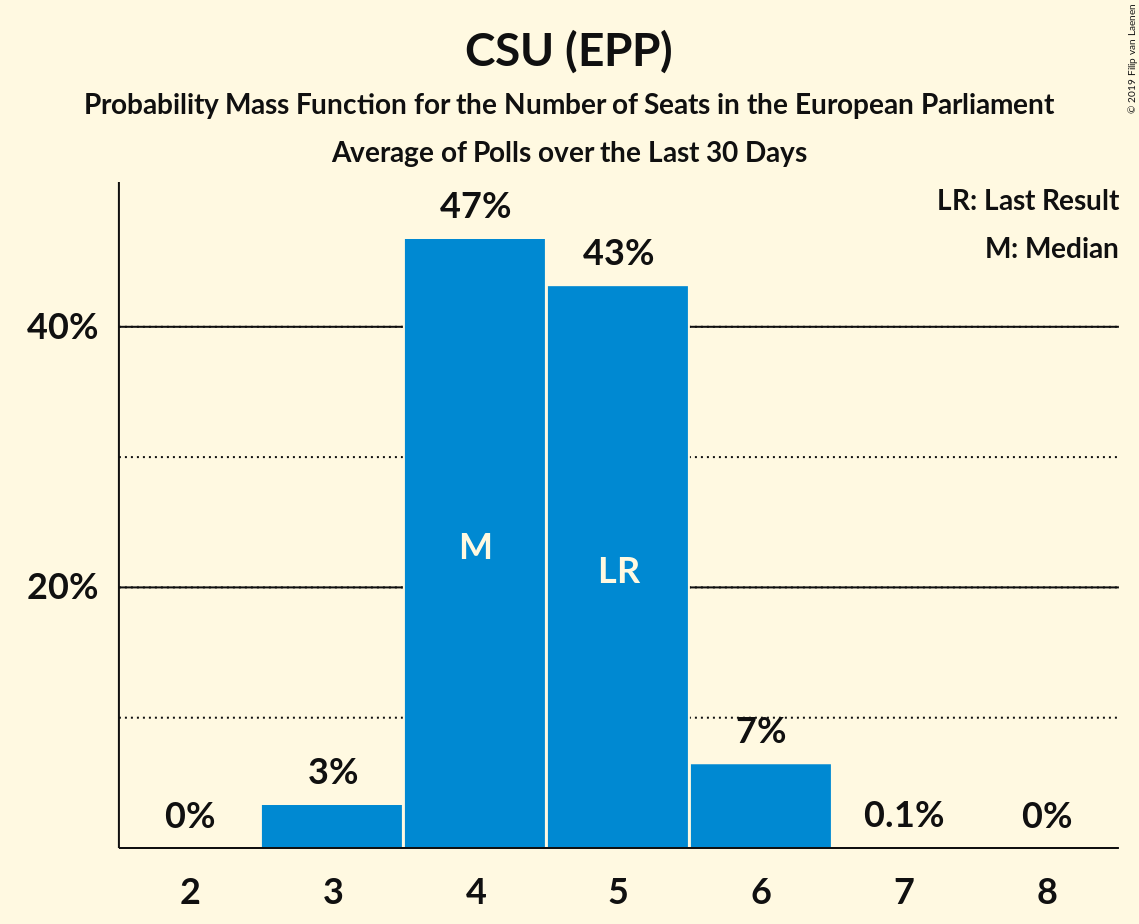 CSU (EPP)
Probability Mass Function for the Number of Seats in the European Parliament
Average of Polls over the Last 30 Days
© 2019 Filip van Laenen
LR: Last Result
M: Median
47%
43%
40%
M
LR
20%
7%
3%
0%
0.1%
0%
2 3 4 5 6 7 8